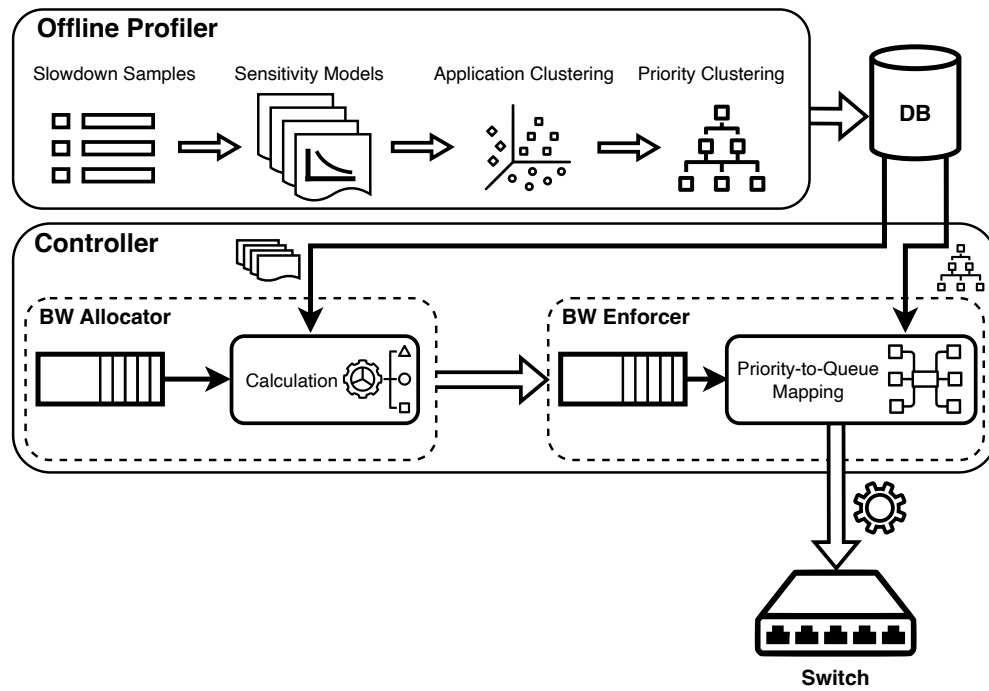 Offline Profiler
Slowdown Samples
Sensitivity Models
Application Clustering
Priority Clustering
DB
Controller
BW Allocator
Calculation
BW Enforcer
Priority-to-Queue
Mapping
Switch